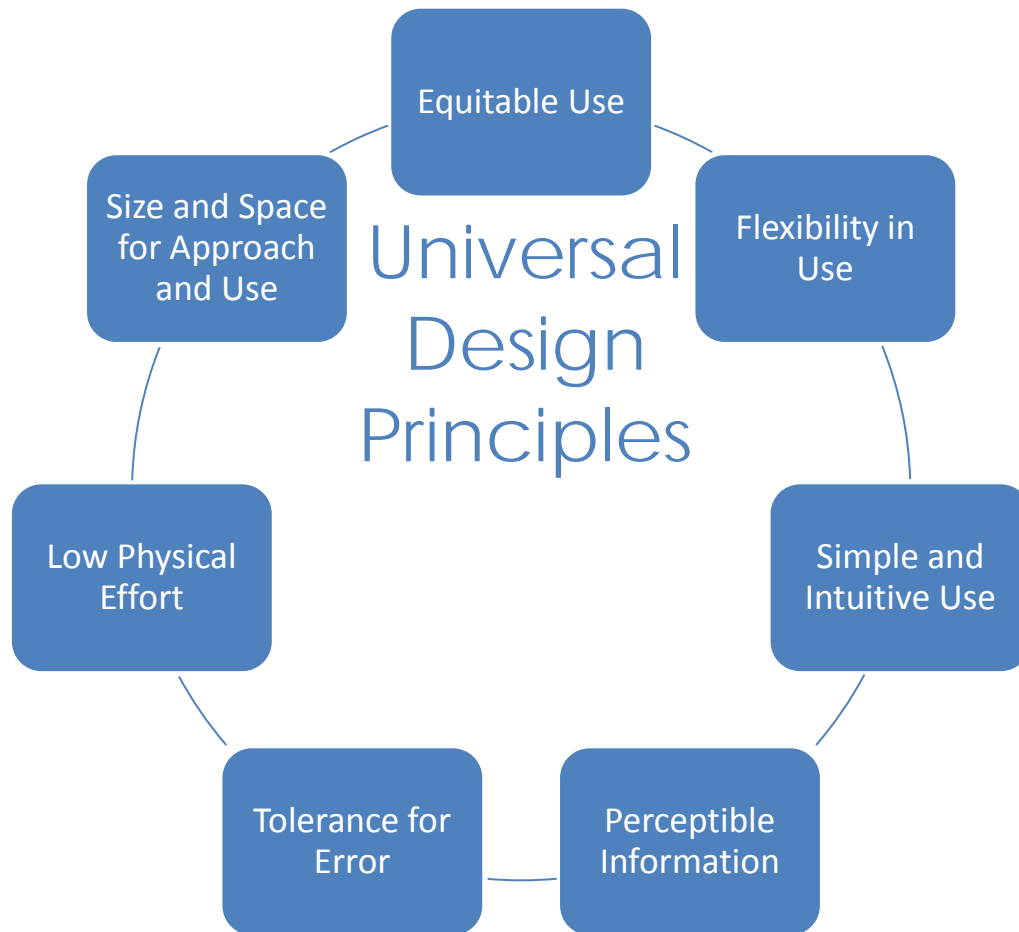 Equitable Use
Flexibility in
Use
Simple and
Intuitive Use
Perceptible
Information
Tolerance for
Error
Low Physical
Effort
Size and Space
for Approach
and Use
Universal
Design
Principles